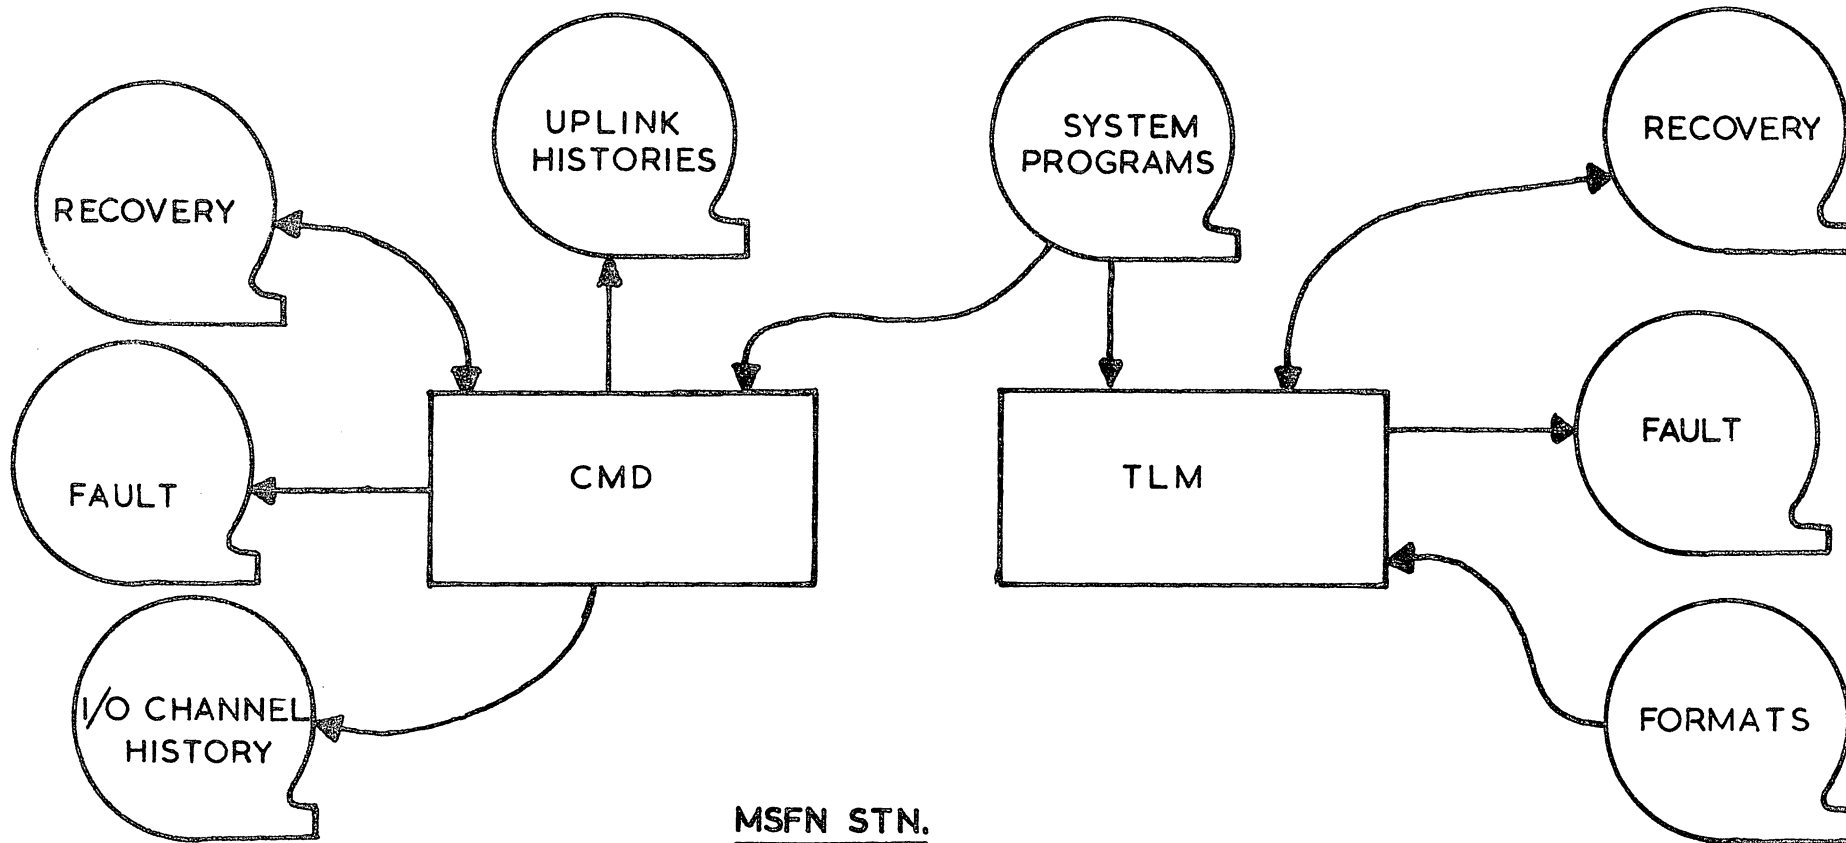 UPLINK
HISTORIES
SYSTEM
PROGRAMS
RECOVERY
RECOVERY
FAULT
CMD
TLM
FAULT
I/O CHANNEL
HISTORY
FORMATS
MSFN STN.